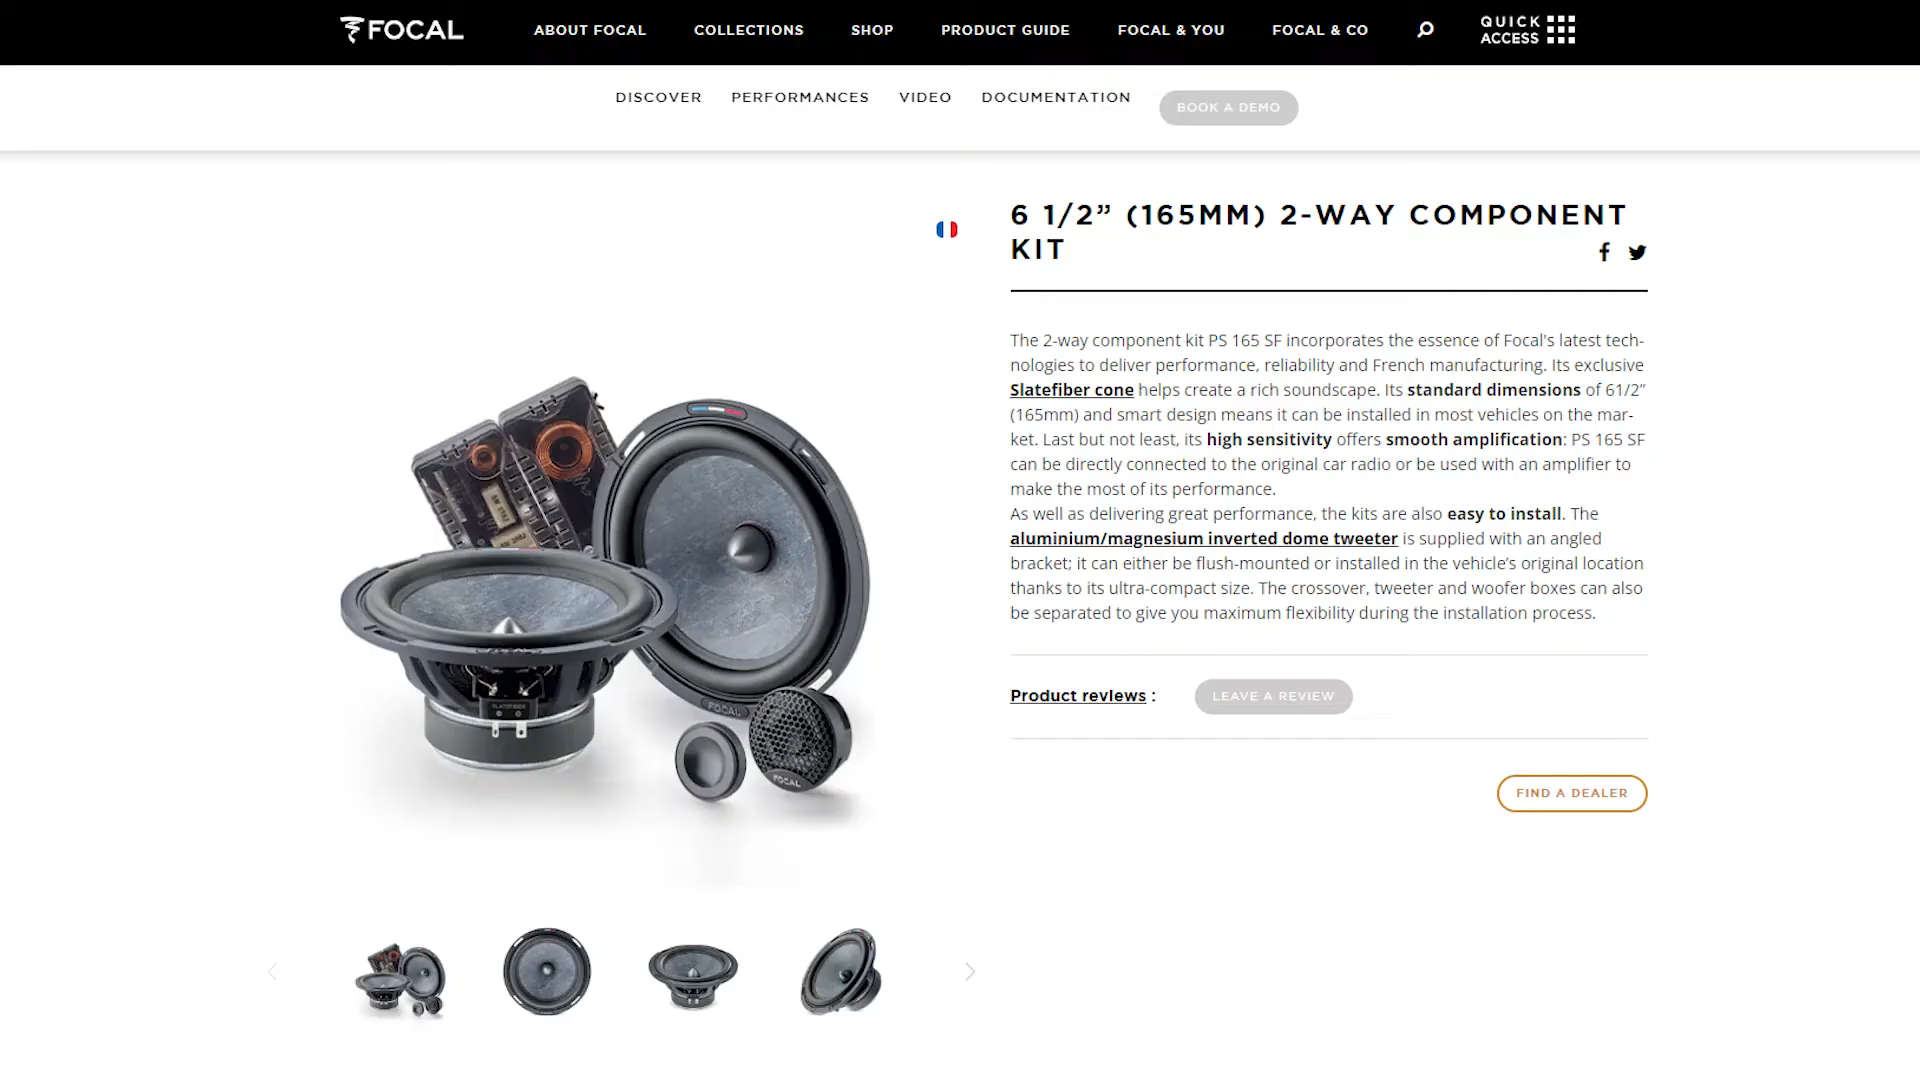 FOCAL
ABOUT FOCAL
COLLECTIONS
SHOP
PRODUCT GUIDE
FOCAL & YOU
FOCAL & CO
QUICK
ACCESS
DISCOVER
PERFORMANCES
VIDEO
DOCUMENTATION
BOOK A DEMO
6 1/2” (165MM) 2-WAY COMPONENT
KIT
The 2-way component kit PS 165 SF incorporates the essence of Focal's latest tech-
nologies to deliver performance, reliability and French manufacturing. Its exclusive
Slatefiber cone helps create a rich soundscape. Its standard dimensions of 61/2”
(165mm) and smart design means it can be installed in most vehicles on the mar-
ket. Last but not least, its high sensitivity offers smooth amplification: PS 165 SF
can be directly connected to the original car radio or be used with an amplifier to
make the most of its performance.
As well as delivering great performance, the kits are also easy to install. The
aluminium/magnesium inverted dome tweeter is supplied with an angled
bracket; it can either be flush-mounted or installed in the vehicle’s original location
thanks to its ultra-compact size. The crossover, tweeter and woofer boxes can also
be separated to give you maximum flexibility during the installation process.
Product reviews :
LEAVE A REVIEW
FIND A DEALER
FOCAL
FOCAL